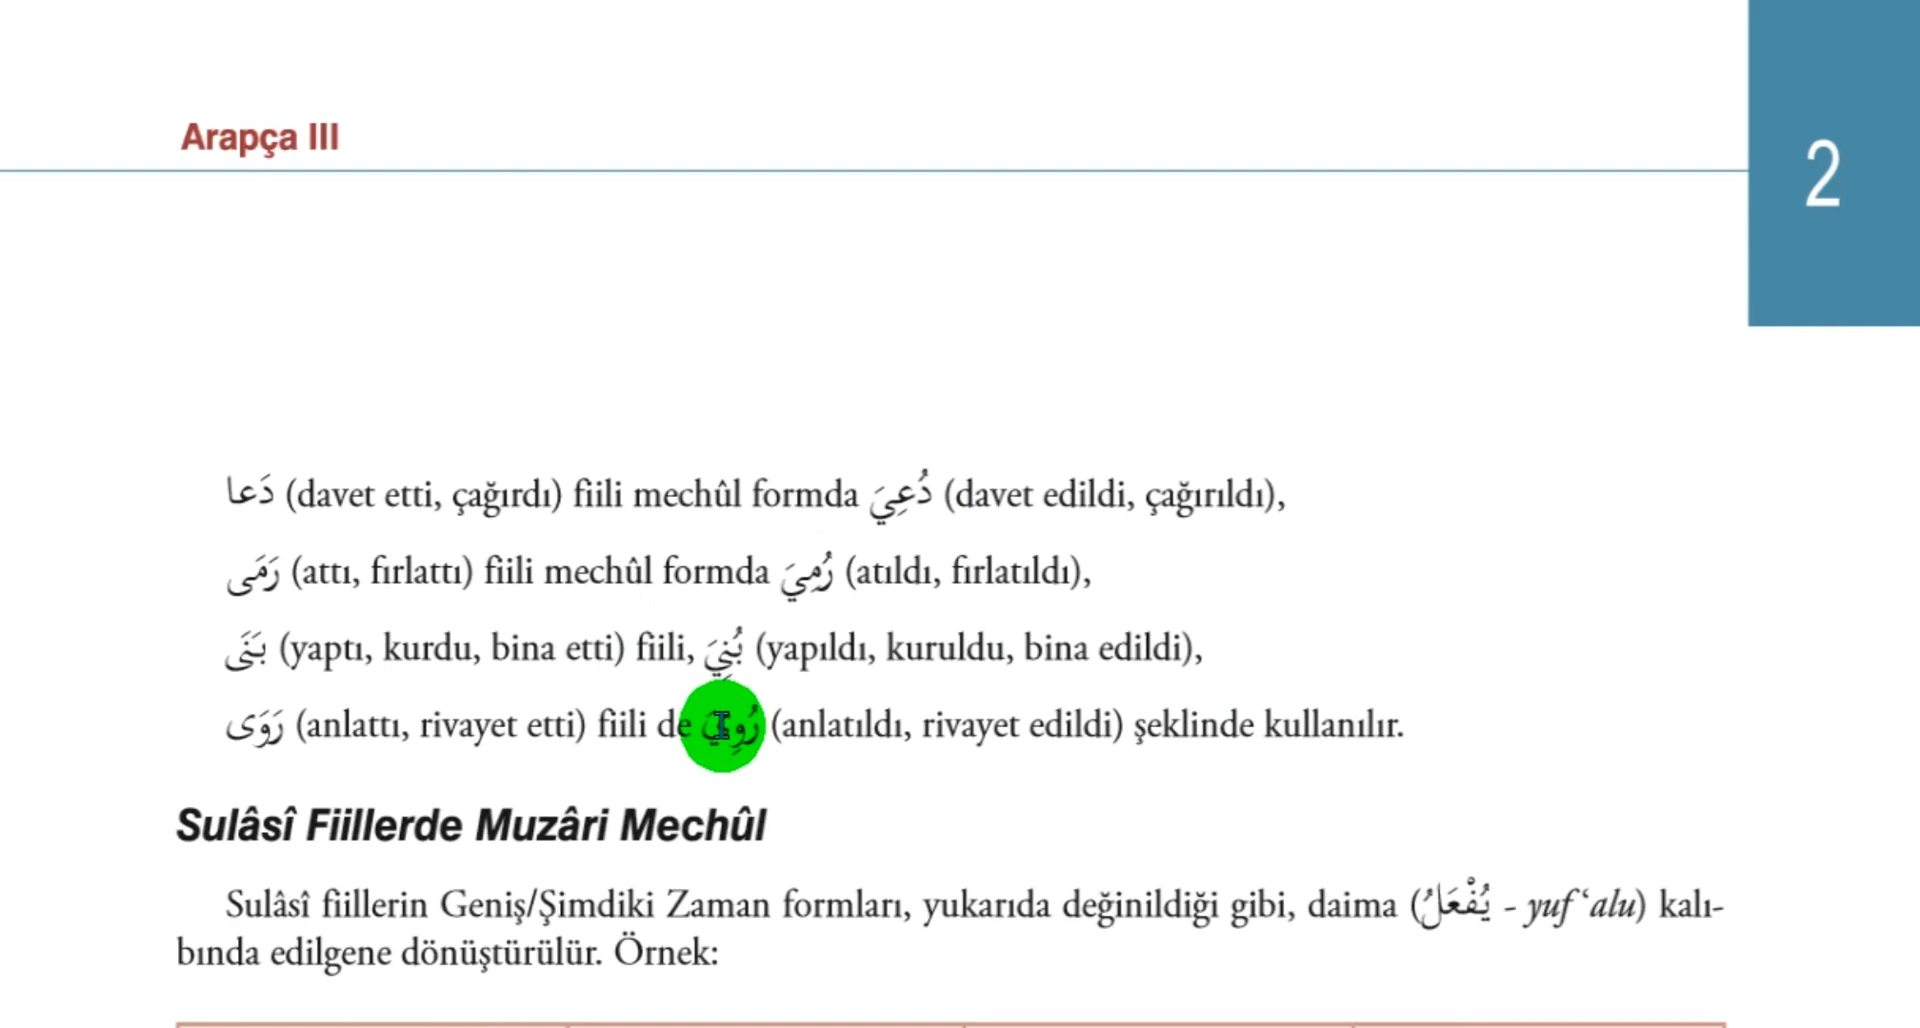 Arapça III
2
دَعا (davet etti, çağırdı) fiili mechûl formda دُعِيَ (davet edildi, çağırıldı),
رَمَى (attı, fırlattı) fiili mechûl formda رُمِيَ (atıldı, fırlatıldı),
بَنَى (yaptı, kurdu, bina etti) fiili, بُنِيَ (yapıldı, kuruldu, bina edildi),
رَوَى (anlattı, rivayet etti) fiili de رُوِيَ (anlatıldı, rivayet edildi) şeklinde kullanılır.
Sulâsî Fiillerde Muzâri Mechûl
Sulâsî fiillerin Geniş/Şimdiki Zaman formları, yukarıda değinildiği gibi, daima (يُفْعَلُ - yuf‘alu) kalı-
bında edilgene dönüştürülür. Örnek: